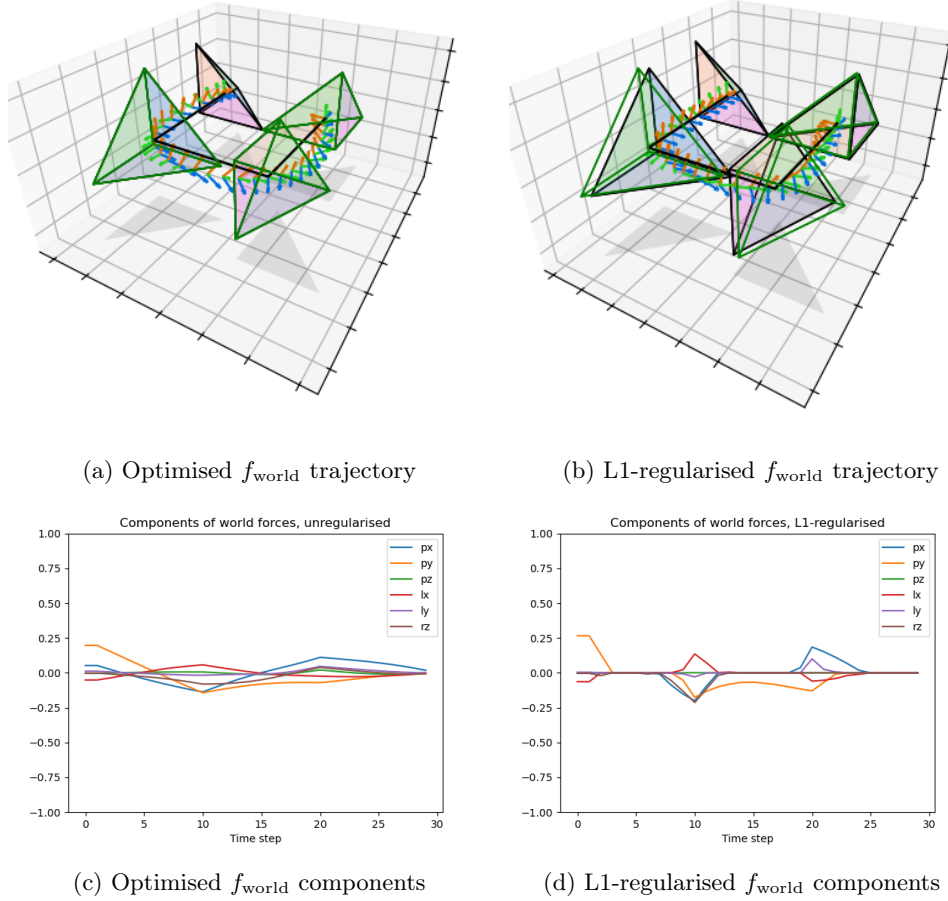 (a) Optimised f_world trajectory
(b) L1-regularised f_world trajectory
Components of world forces, unregularised
1.00
0.75
0.50
0.25
0.00
−0.25
−0.50
−0.75
−1.00
px
py
pz
lx
ly
rz
0 5 10 15 20 25 30
Time step
Components of world forces, L1-regularised
1.00
0.75
0.50
0.25
0.00
−0.25
−0.50
−0.75
−1.00
px
py
pz
lx
ly
rz
0 5 10 15 20 25 30
Time step
(c) Optimised f_world components
(d) L1-regularised f_world components